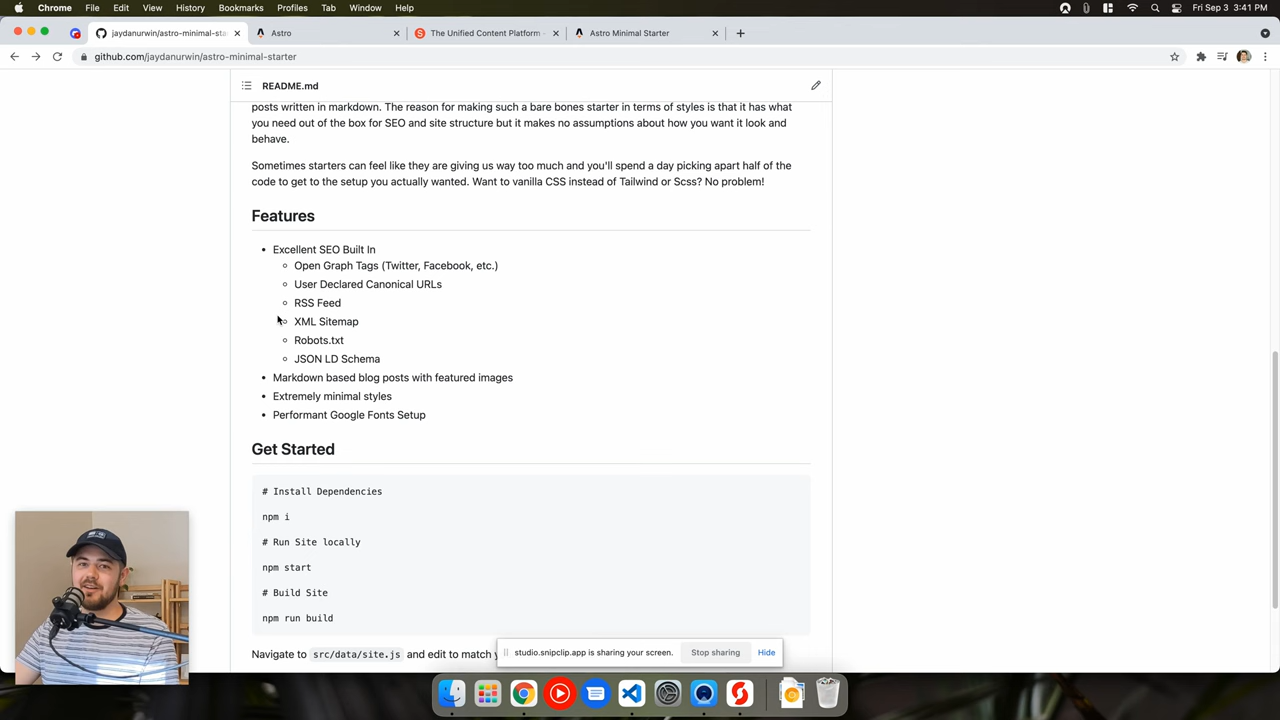 Chrome File Edit View History Bookmarks Profiles Tab Window Help Fri Sep 3 3:41 PM
jaydanurwin/astro-minimal-sta Astro The Unified Content Platform - Astro Minimal Starter
github.com/jaydanurwin/astro-minimal-starter
README.md
posts written in markdown. The reason for making such a bare bones starter in terms of styles is that it has what
you need out of the box for SEO and site structure but it makes no assumptions about how you want it look and
behave.
Sometimes starters can feel like they are giving us way too much and you'll spend a day picking apart half of the
code to get to the setup you actually wanted. Want to vanilla CSS instead of Tailwind or Scss? No problem!
Features
Excellent SEO Built In
Open Graph Tags (Twitter, Facebook, etc.)
User Declared Canonical URLs
RSS Feed
XML Sitemap
Robots.txt
JSON LD Schema
Markdown based blog posts with featured images
Extremely minimal styles
Performant Google Fonts Setup
Get Started
# Install Dependencies
npm i
# Run Site locally
npm start
# Build Site
npm run build
studio.snipclip.app is sharing your screen. Stop sharing Hide
Navigate to src/data/site.js and edit to match